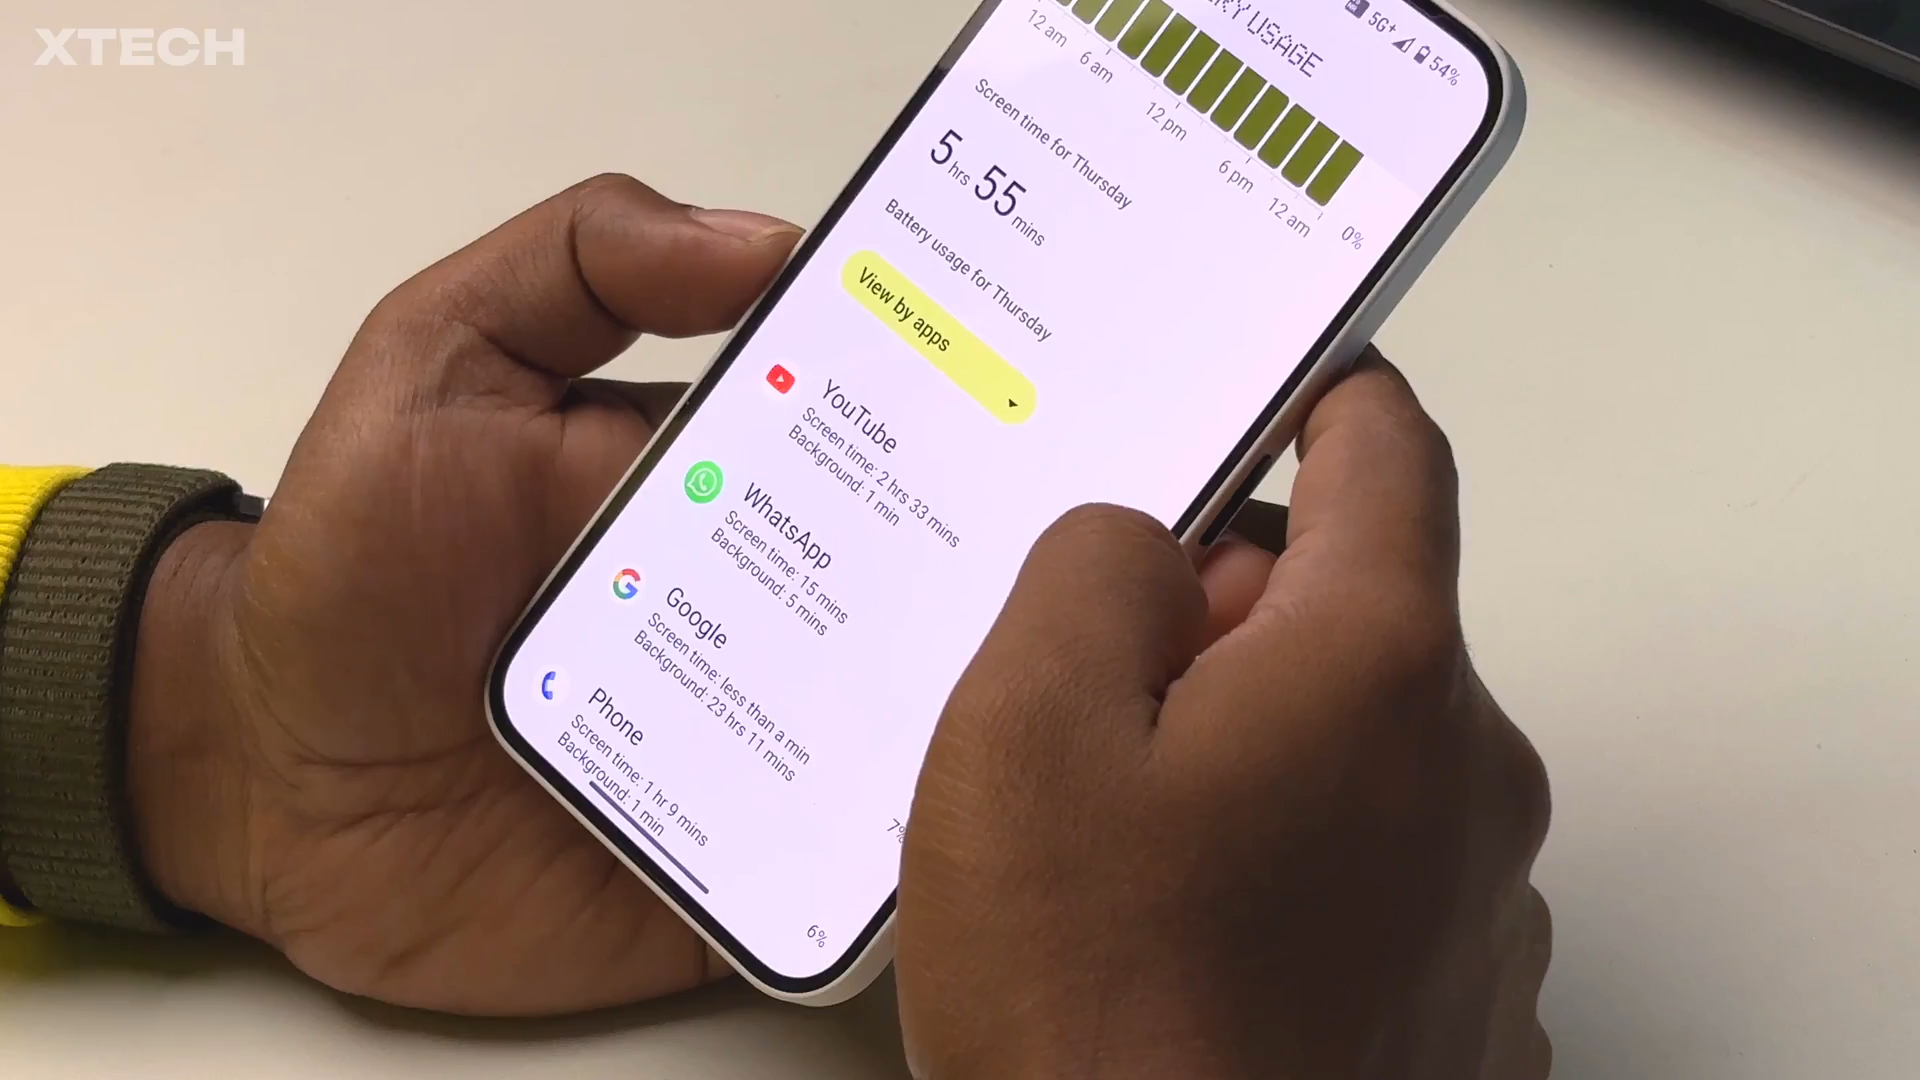 XTECH
RY USAGE
5G+ 54%
12 am 6 am 12 pm 6 pm 12 am 0%
Screen time for Thursday
5 hrs 55 mins
Battery usage for Thursday
View by apps
YouTube
Screen time: 2 hrs 33 mins
Background: 1 min
WhatsApp
Screen time: 15 mins
Background: 5 mins
Google
Screen time: less than a min
Background: 23 hrs 11 mins
7%
Phone
Screen time: 1 hr 9 mins
Background: 1 min
6%